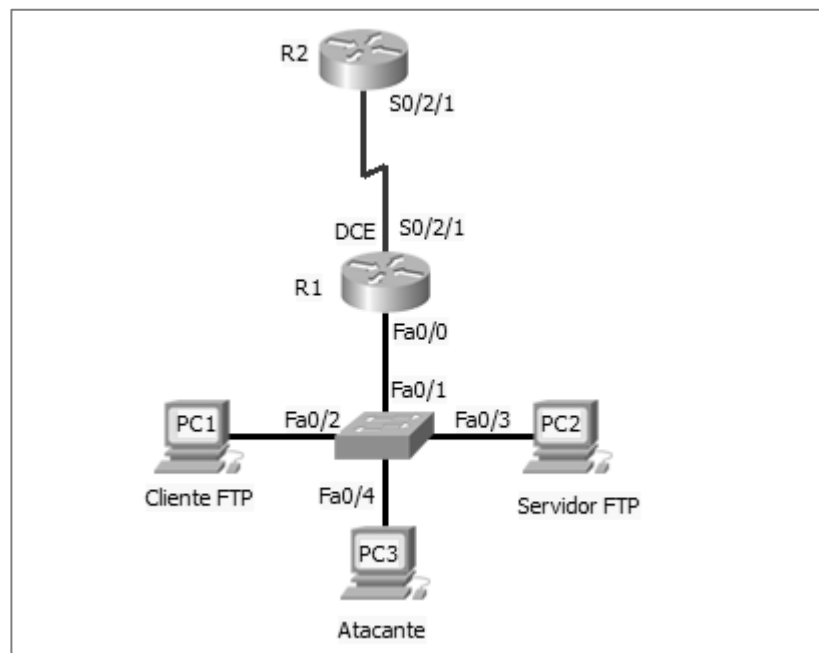 R2
S0/2/1
DCE
S0/2/1
R1
Fa0/0
Fa0/1
PC1
Fa0/2
Fa0/3
PC2
Cliente FTP
Fa0/4
Servidor FTP
PC3
Atacante